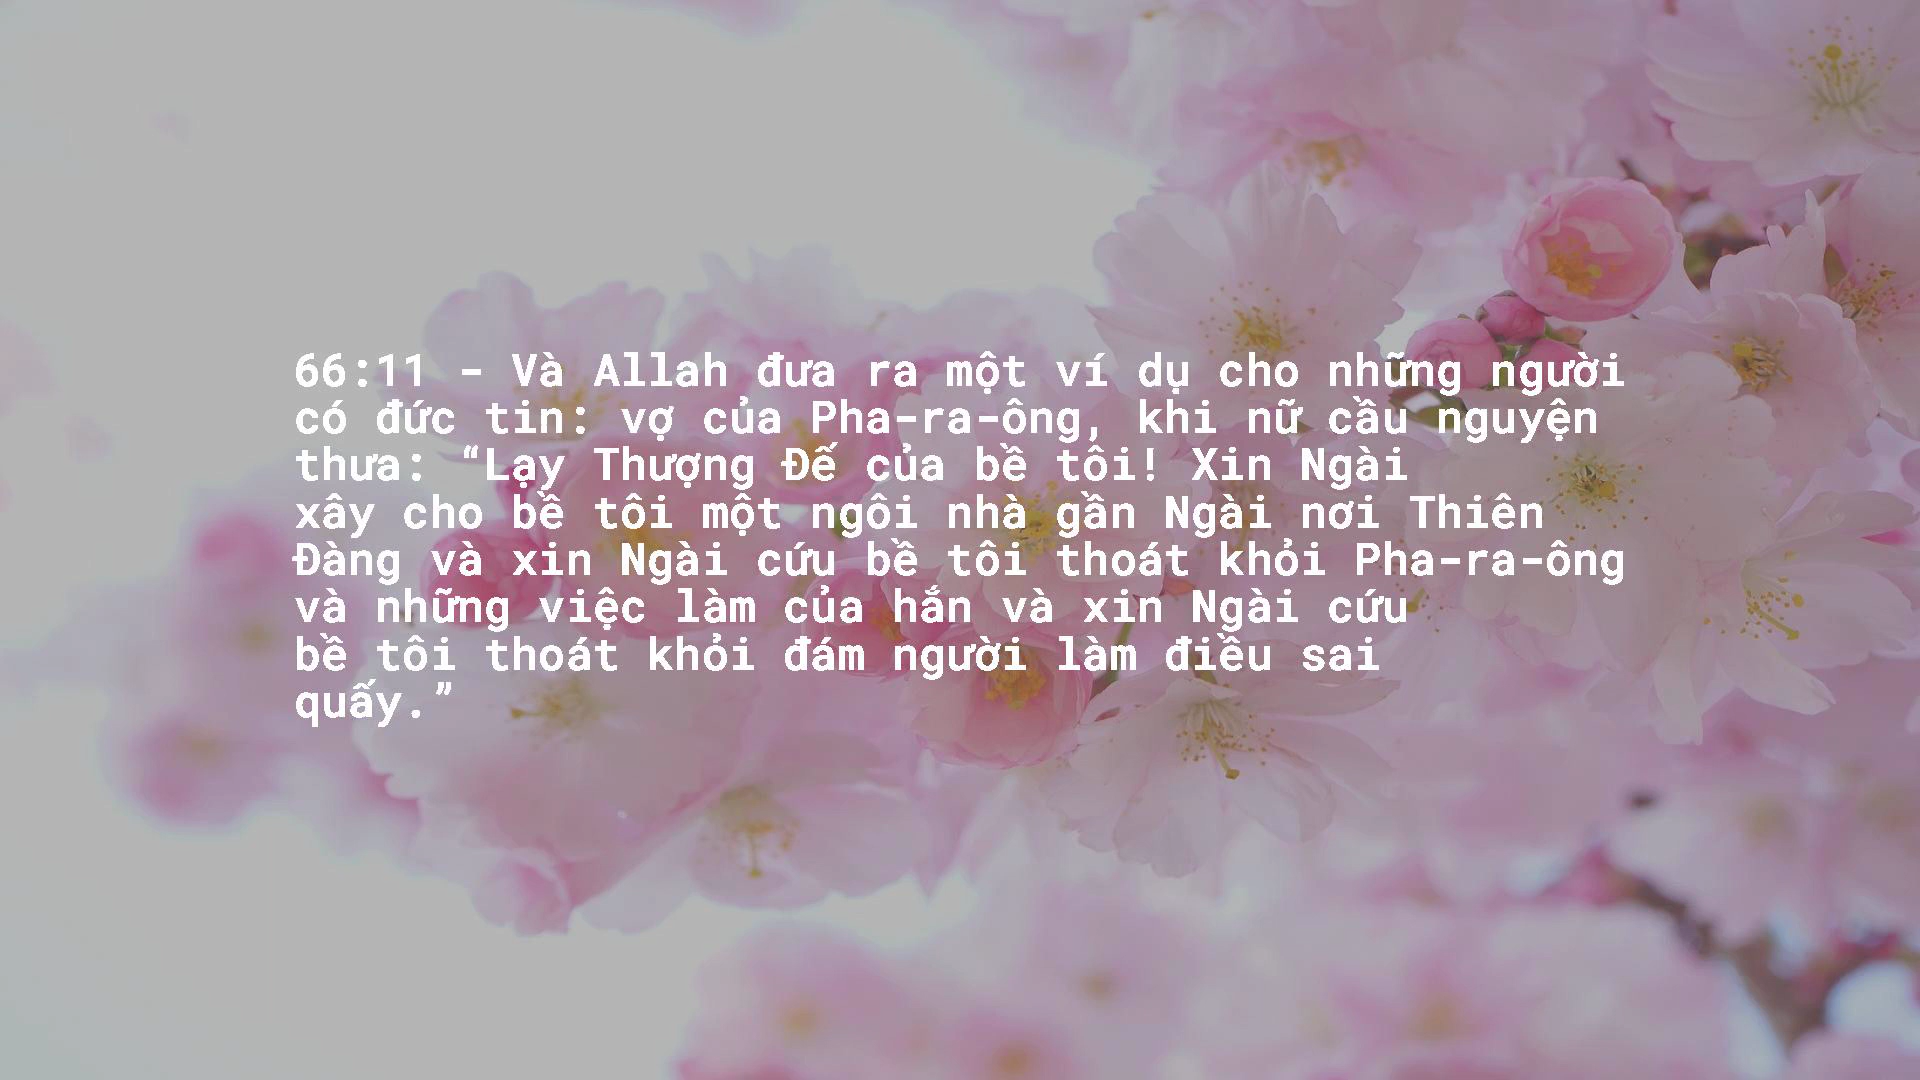 66:11 - Và Allah đưa ra một ví dụ cho những người
có đức tin: vợ của Pha-ra-ông, khi nữ cầu nguyện
thưa: “Lạy Thượng Đế của bề tôi! Xin Ngài
xây cho bề tôi một ngôi nhà gần Ngài nơi Thiên
Đàng và xin Ngài cứu bề tôi thoát khỏi Pha-ra-ông
và những việc làm của hắn và xin Ngài cứu
bề tôi thoát khỏi đám người làm điều sai
quấy.”